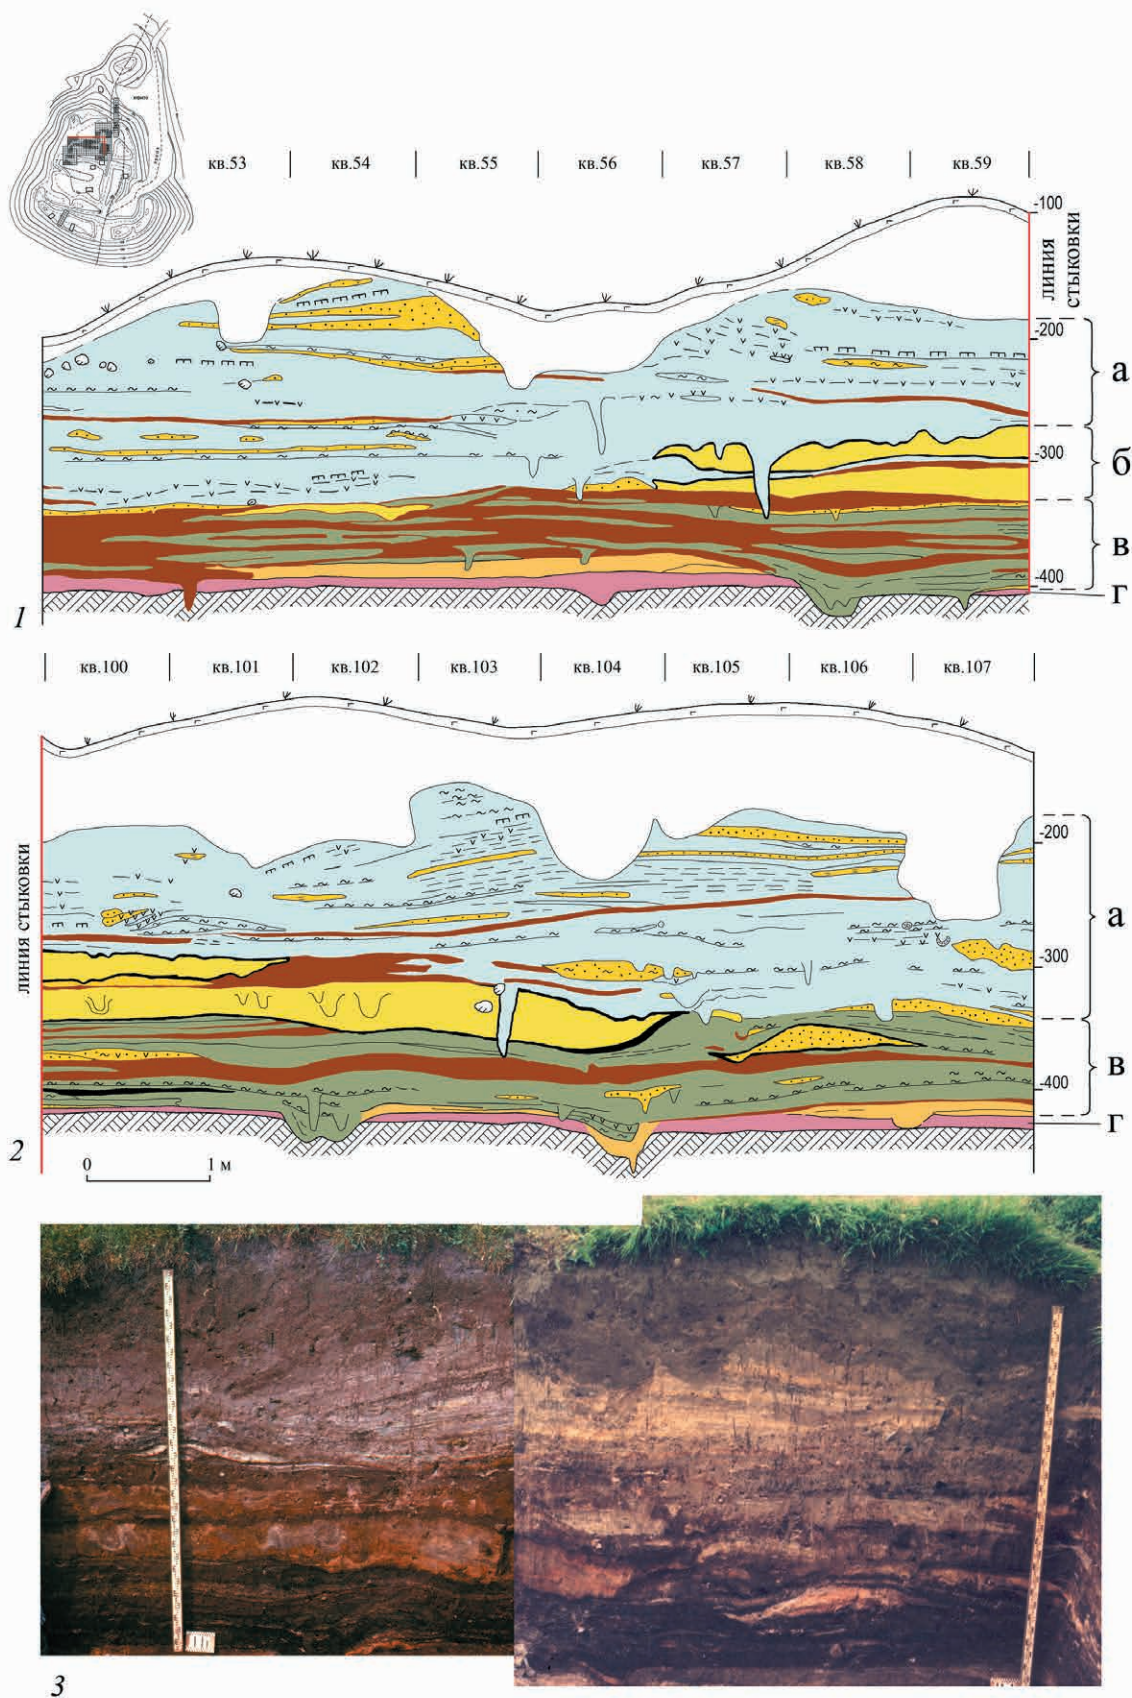 кв.53 кв.54 кв.55 кв.56 кв.57 кв.58 кв.59
-100
ЛИНИЯ
СТЫКОВКИ
-200
а
-300
б
в
-400
г
1
кв.100 кв.101 кв.102 кв.103 кв.104 кв.105 кв.106 кв.107
ЛИНИЯ СТЫКОВКИ
-200
а
-300
в
-400
г
2
0 1 м
3